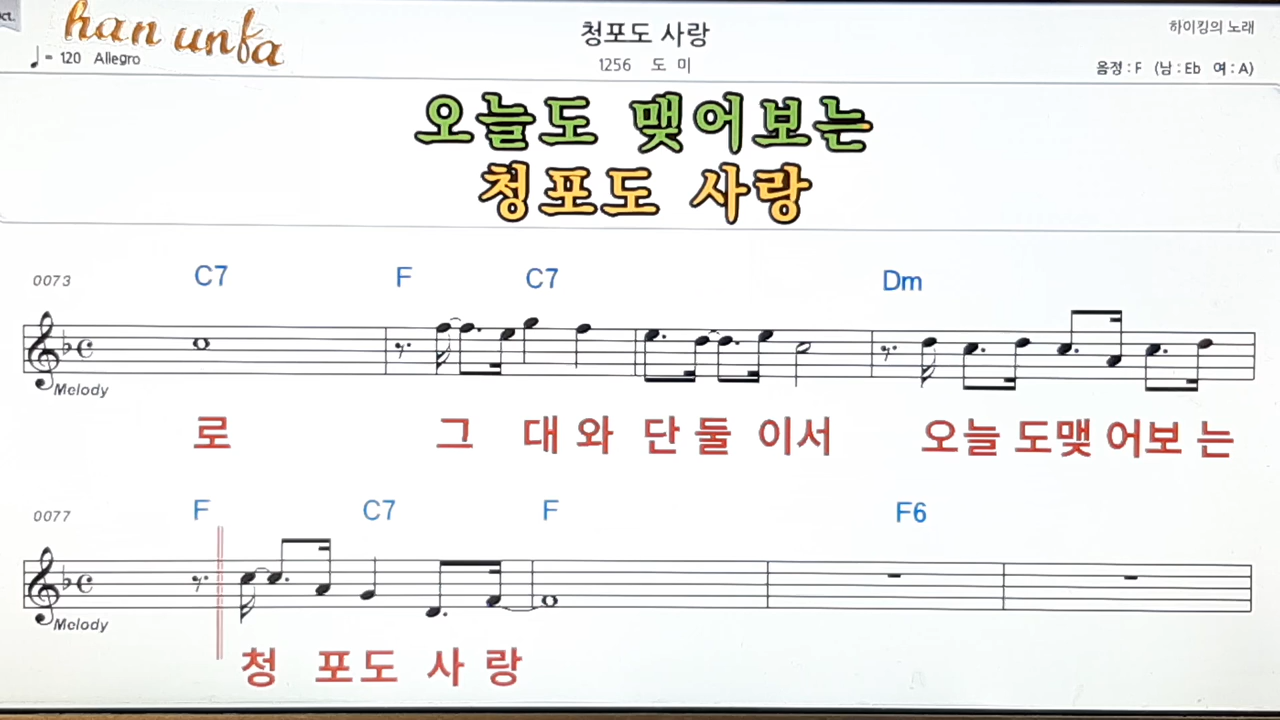 ct.
han unfa
청포도 사랑
하이킹의 노래
♩= 120 Allegro
1256 도 미
음정 : F (남 : Eb 여 : A)
오늘도 맺어보는
청포도 사랑
0073 C7 F C7 Dm
Melody
로 그 대 와 단 둘 이서 오늘 도맺 어보 는
0077 F C7 F F6
Melody
청 포도 사 랑